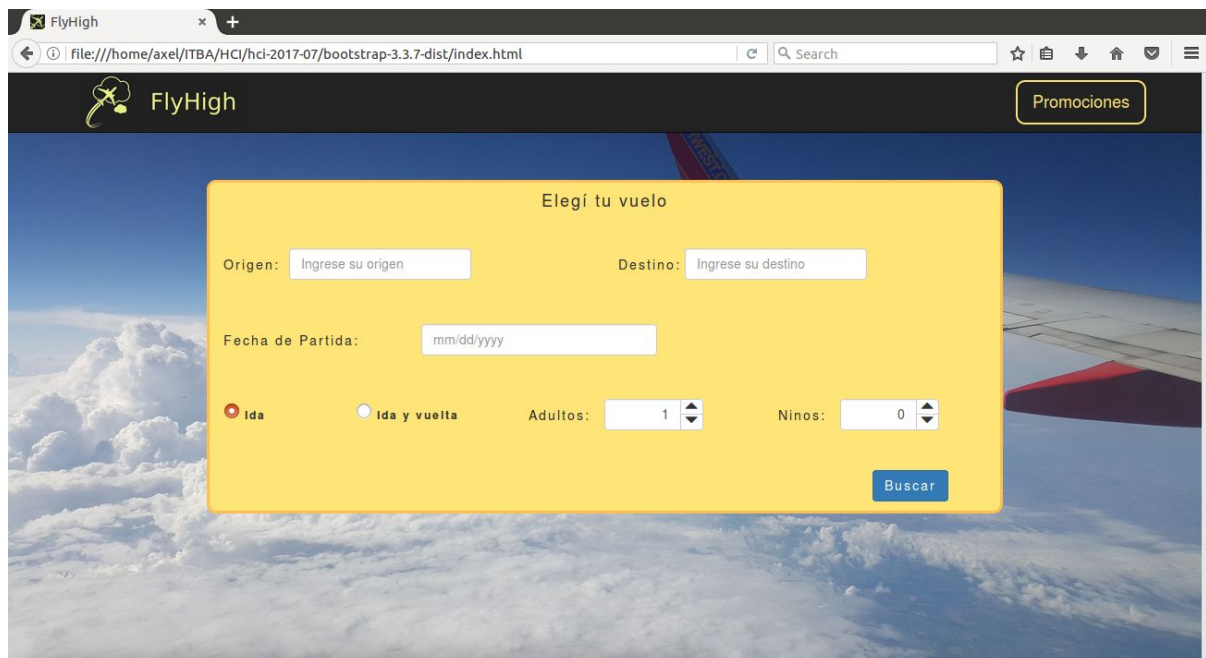 FlyHigh
file:///home/axel/ITBA/HCI/hci-2017-07/bootstrap-3.3.7-dist/index.html
Search
FlyHigh
Promociones
Elegí tu vuelo
Origen: Ingrese su origen Destino: Ingrese su destino
Fecha de Partida: mm/dd/yyyy
Ida Ida y vuelta Adultos: 1 Ninos: 0
Buscar